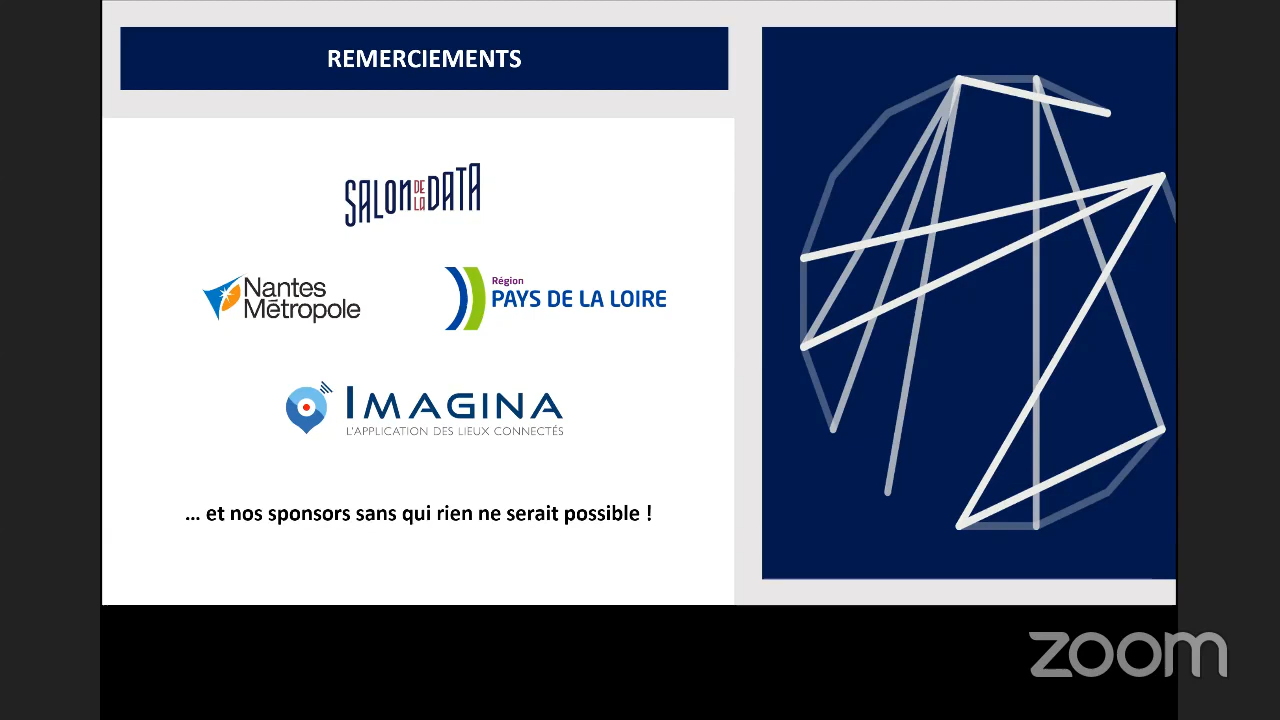 REMERCIEMENTS
SALON DE LA DATA
Nantes
Métropole
Région
PAYS DE LA LOIRE
IMAGINA
L'APPLICATION DES LIEUX CONNECTÉS
... et nos sponsors sans qui rien ne serait possible !
zoom